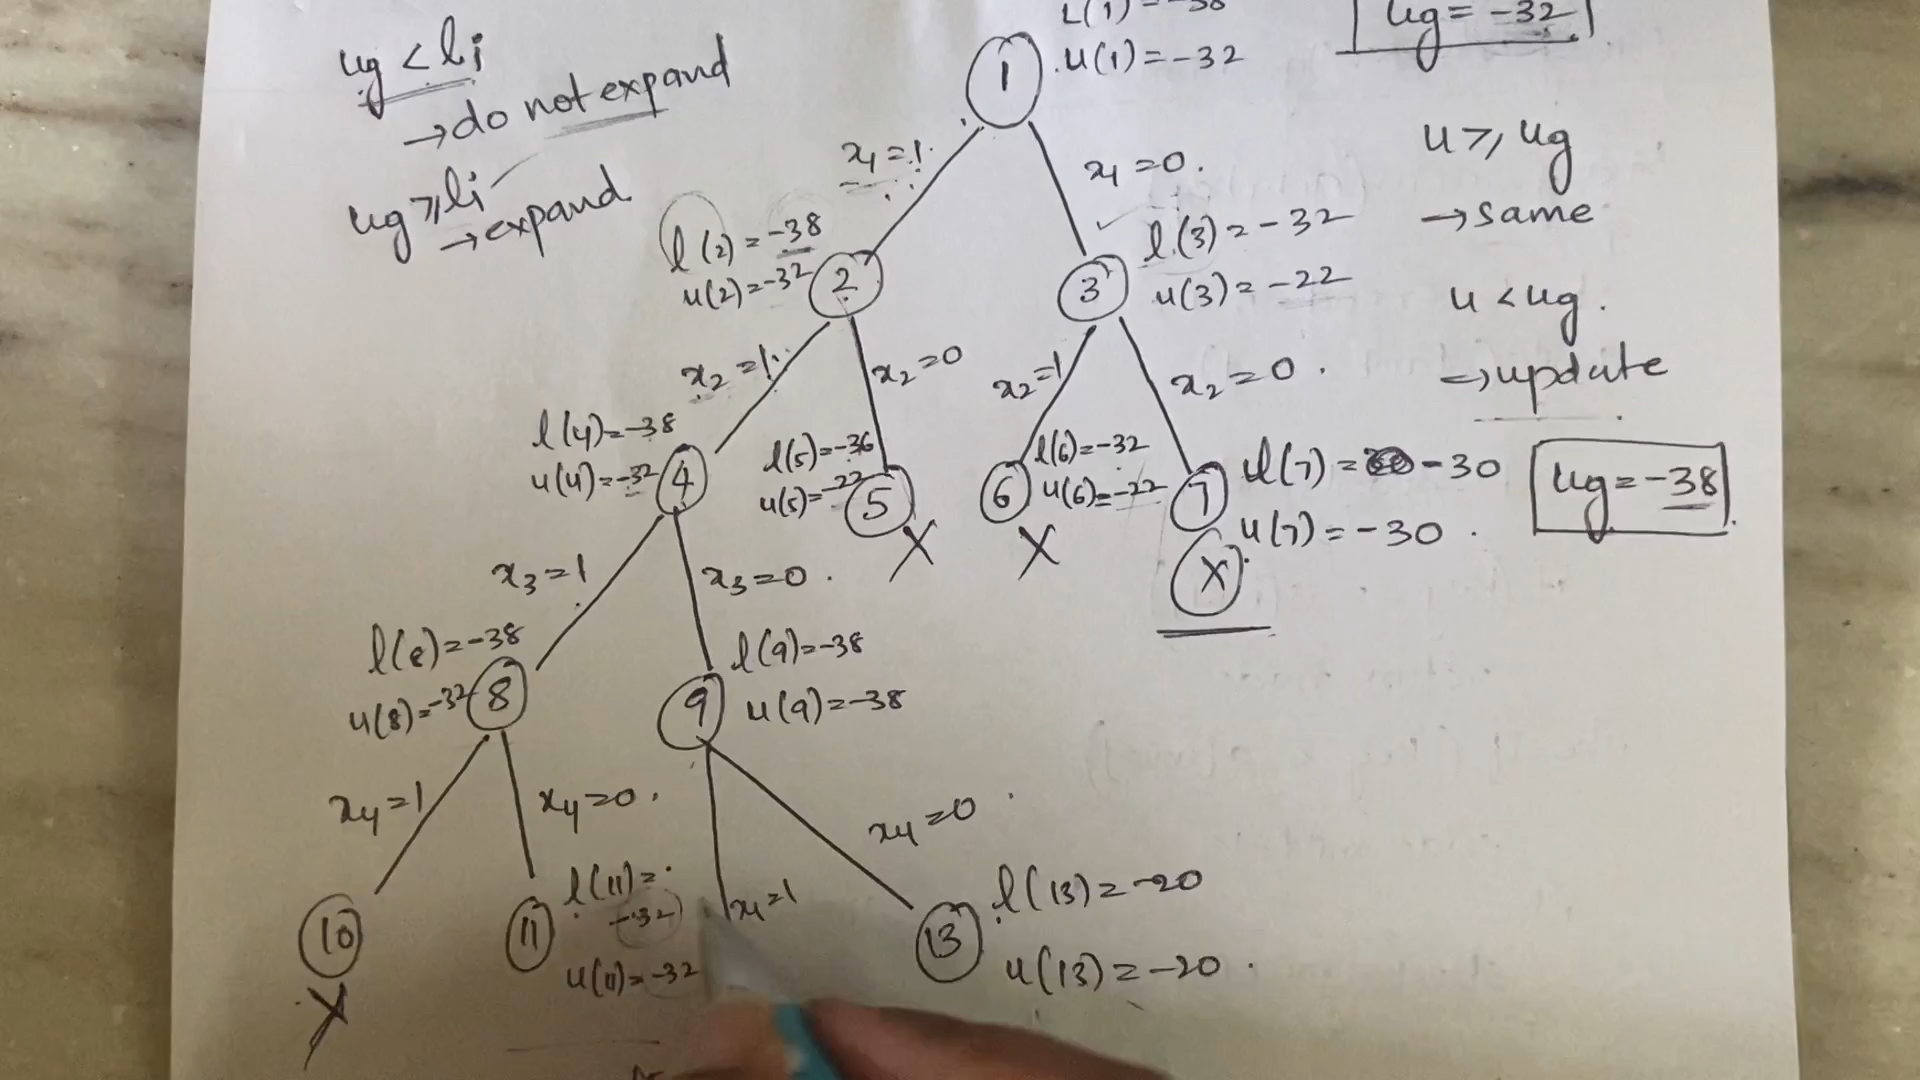 L(1) = -38
u(1) = -32
ug = -32
ug < li
→ do not expand
ug ⩾ li
→ expand
1
x1 = 1
x1 = 0.
u ⩾ ug
→ same
u < ug.
→ update
l(2) = -38
u(2) = -32
2
3
l(3) = -32
u(3) = -22
x2 = 1
x2 = 0
x2 = 1
x2 = 0.
l(4) = -38
u(4) = -32
4
l(5) = -36
u(5) = -22
5
X
6
l(6) = -32
u(6) = -22
X
7
l(7) = -30
u(7) = -30
X
ug = -38
x3 = 1
x3 = 0.
l(8) = -38
u(8) = -32
8
9
l(9) = -38
u(9) = -38
x4 = 1
x4 = 0.
x4 = 1
x4 = 0
10
X
11
l(11) =
-32
u(11) = -32
13
l(13) = -20
u(13) = -20